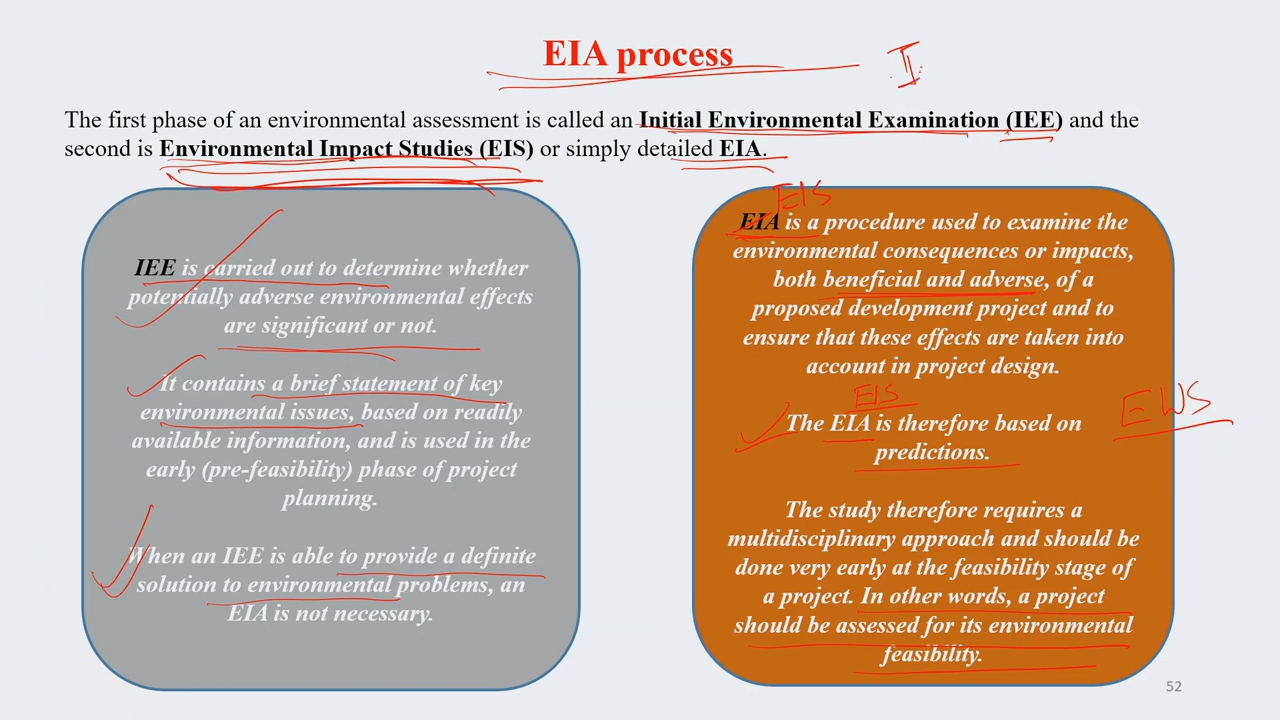 EIA process
I
The first phase of an environmental assessment is called an Initial Environmental Examination (IEE) and the
second is Environmental Impact Studies (EIS) or simply detailed EIA.
IEE is carried out to determine whether
potentially adverse environmental effects
are significant or not.
It contains a brief statement of key
environmental issues, based on readily
available information, and is used in the
early (pre-feasibility) phase of project
planning.
When an IEE is able to provide a definite
solution to environmental problems, an
EIA is not necessary.
EIS
EIA is a procedure used to examine the
environmental consequences or impacts,
both beneficial and adverse, of a
proposed development project and to
ensure that these effects are taken into
account in project design.
EIS
The EIA is therefore based on
predictions.
The study therefore requires a
multidisciplinary approach and should be
done very early at the feasibility stage of
a project. In other words, a project
should be assessed for its environmental
feasibility.
52